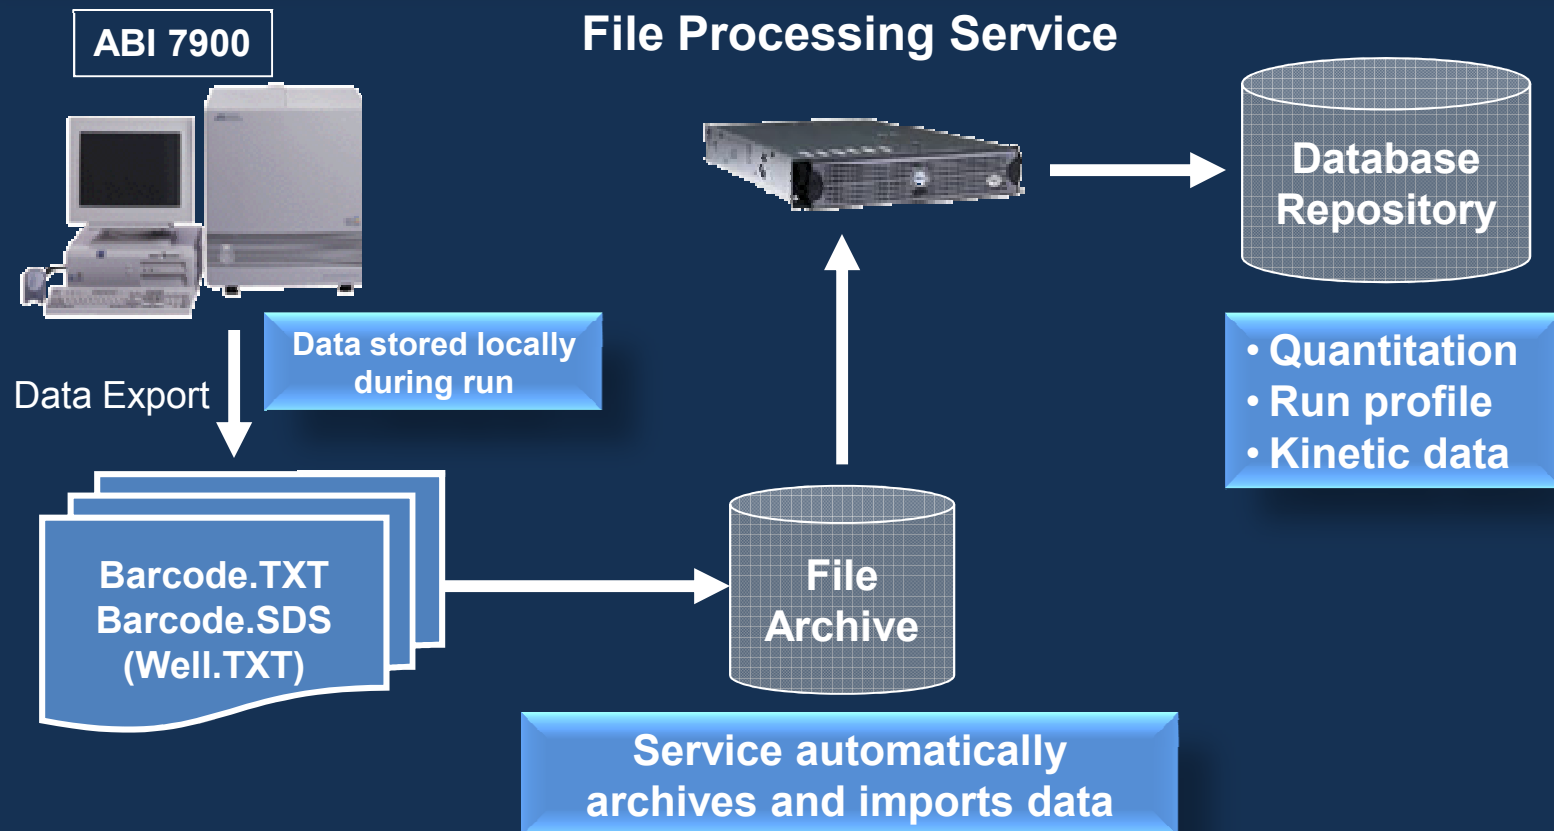 ABI 7900
File Processing Service
Database
Repository
Data stored locally
during run
Data Export
• Quantitation
• Run profile
• Kinetic data
Barcode.TXT
Barcode.SDS
(Well.TXT)
File
Archive
Service automatically
archives and imports data